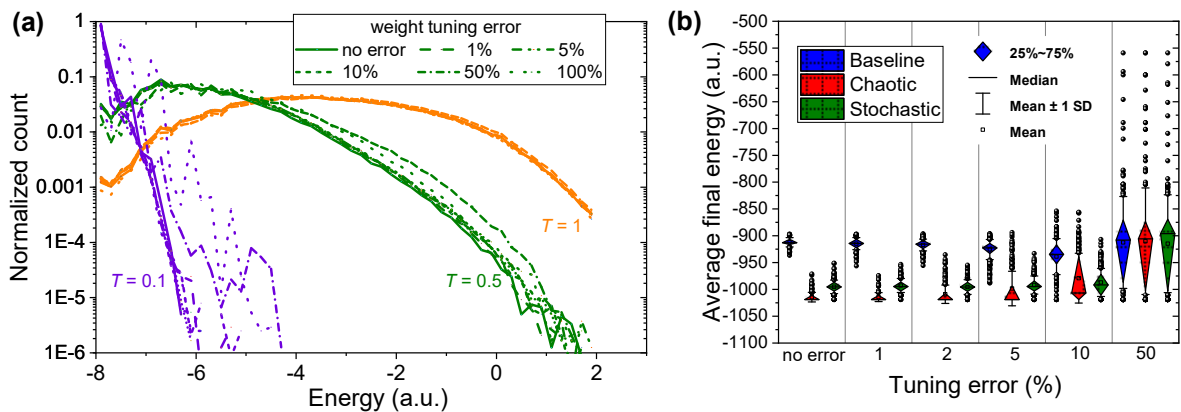 (a)
weight tuning error
no error 1% 5%
10% 50% 100%
Normalized count
1
0.1
0.01
0.001
1E-4
1E-5
1E-6
T = 0.1
T = 0.5
T = 1
-8 -6 -4 -2 0 2
Energy (a.u.)
(b)
Average final energy (a.u.)
-500
-550
-600
-650
-700
-750
-800
-850
-900
-950
-1000
-1050
-1100
Baseline
Chaotic
Stochastic
25%~75%
Median
Mean ± 1 SD
Mean
no error 1 2 5 10 50
Tuning error (%)